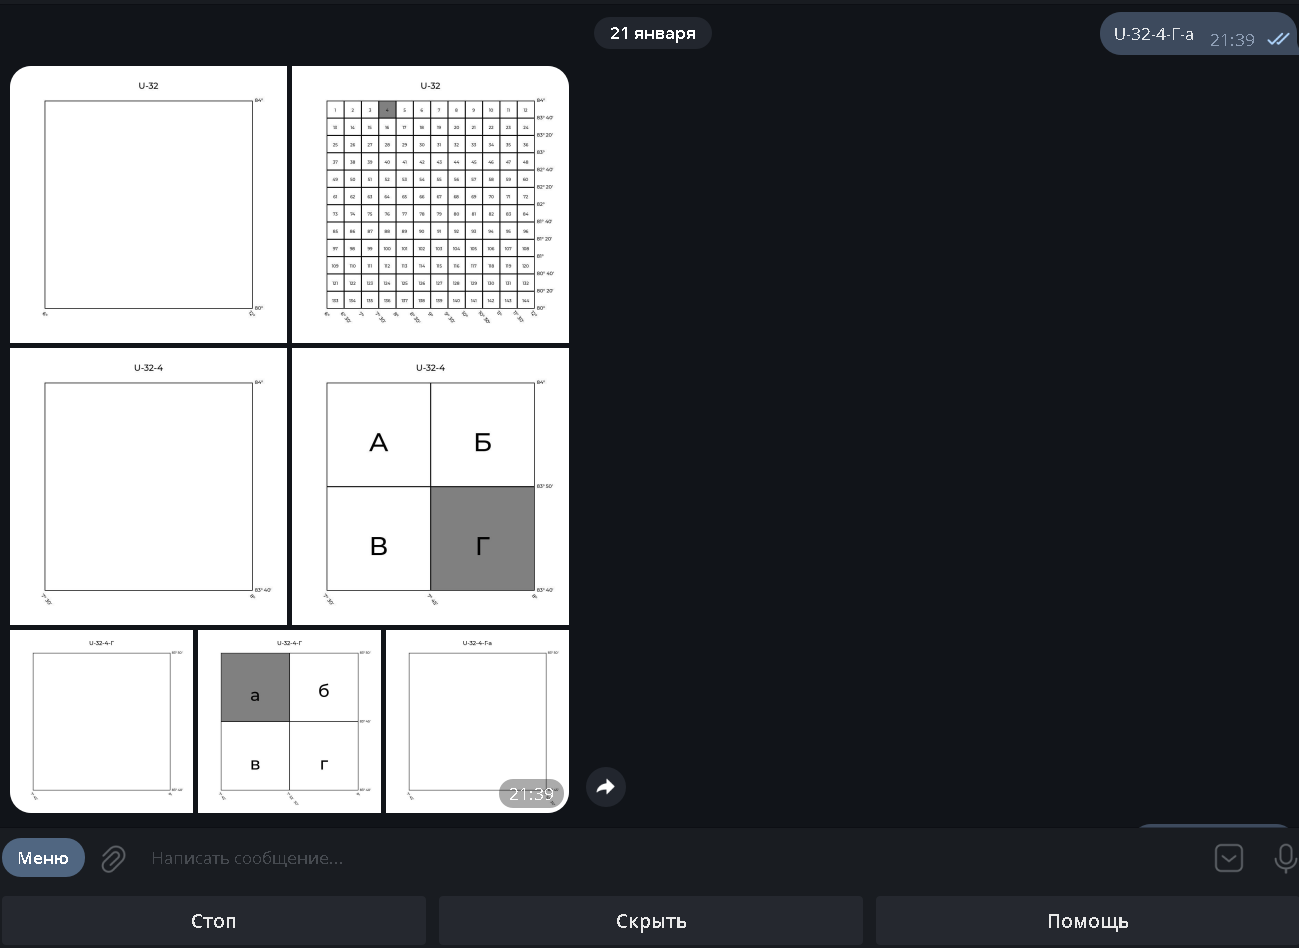 21 января
U-32-4-Г-а 21:39
U-32
84°
80°
6°
12°
U-32
1 2 3 4 5 6 7 8 9 10 11 12
13 14 15 16 17 18 19 20 21 22 23 24
25 26 27 28 29 30 31 32 33 34 35 36
37 38 39 40 41 42 43 44 45 46 47 48
49 50 51 52 53 54 55 56 57 58 59 60
61 62 63 64 65 66 67 68 69 70 71 72
73 74 75 76 77 78 79 80 81 82 83 84
85 86 87 88 89 90 91 92 93 94 95 96
97 98 99 100 101 102 103 104 105 106 107 108
109 110 111 112 113 114 115 116 117 118 119 120
121 122 123 124 125 126 127 128 129 130 131 132
133 134 135 136 137 138 139 140 141 142 143 144
84°
83° 40'
83° 20'
83°
82° 40'
82° 20'
82°
81° 40'
81° 20'
81°
80° 40'
80° 20'
80°
6° 6° 30' 7° 7° 30' 8° 8° 30' 9° 9° 30' 10° 10° 30' 11° 11° 30' 12°
U-32-4
84°
83° 40'
7° 30'
8°
U-32-4
А Б
В Г
84°
83° 50'
83° 40'
7° 30' 7° 45' 8°
U-32-4-Г
83° 50'
83° 40'
U-32-4-Г
а б
в г
83° 50'
83° 45'
83° 40'
U-32-4-Г-а
83° 50'
21:39
Меню
Написать сообщение...
Стоп Скрыть Помощь